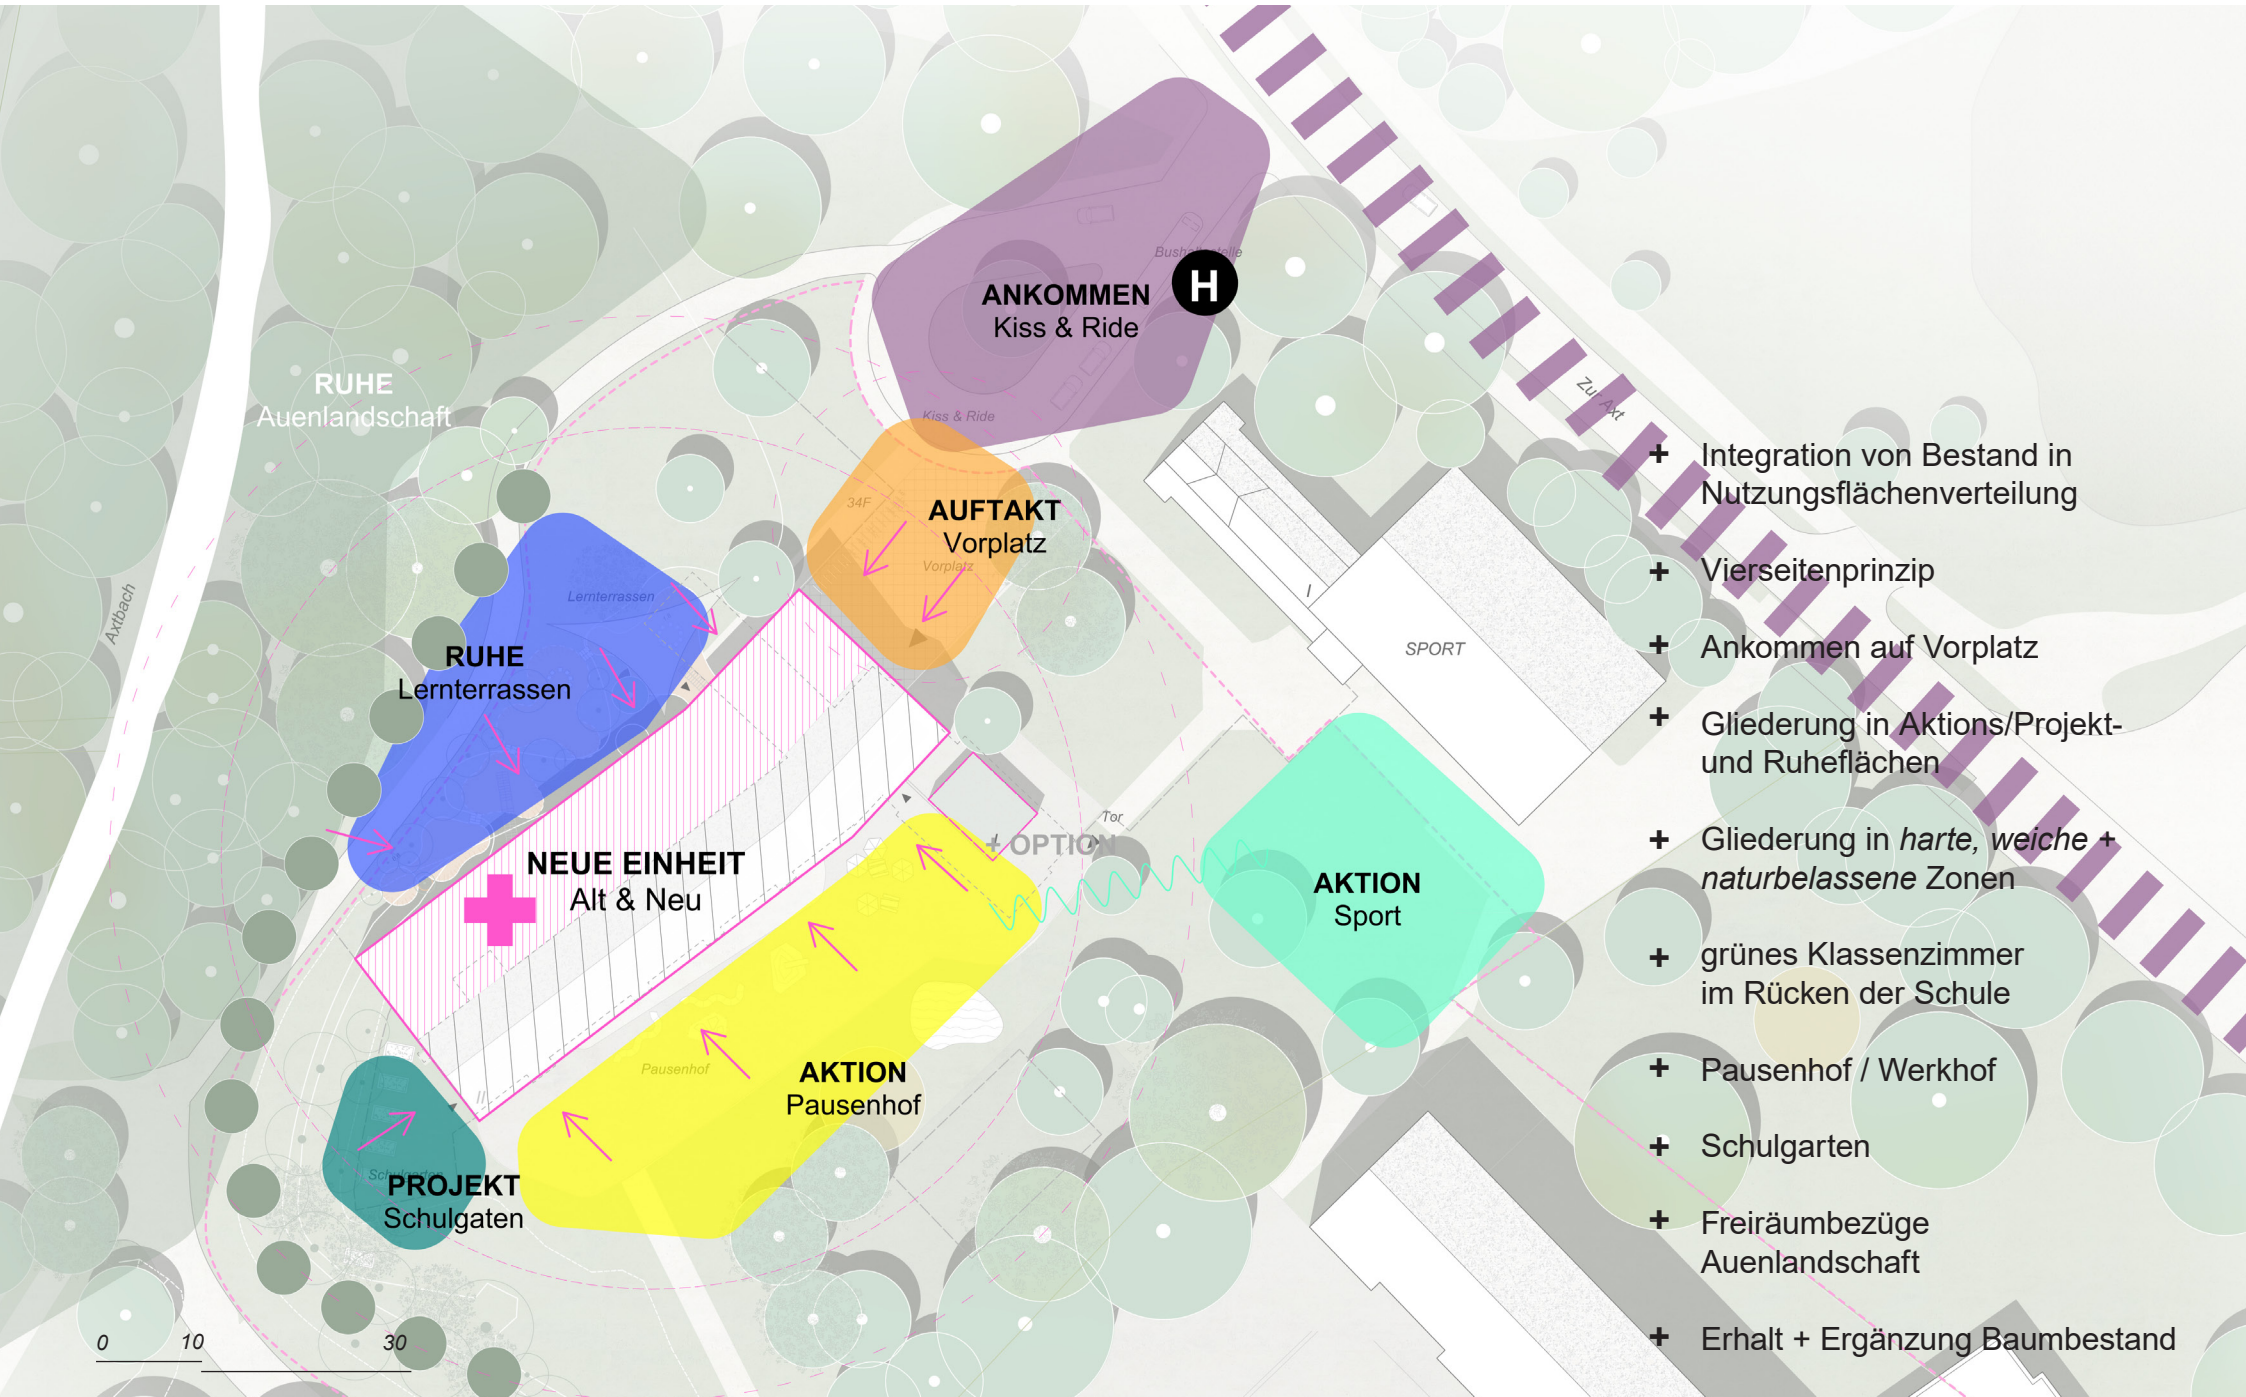 Bushaltestelle
H
ANKOMMEN
Kiss & Ride
Kiss & Ride
Zur Axt
RUHE
Auenlandschaft
34F
AUFTAKT
Vorplatz
Vorplatz
Axtbach
Lernterrassen
RUHE
Lernterrassen
I
SPORT
Tor
+ OPTION
I
NEUE EINHEIT
Alt & Neu
AKTION
Sport
Pausenhof
AKTION
Pausenhof
II
Schulgarten
PROJEKT
Schulgaten
0 10 30
+ Integration von Bestand in
Nutzungsflächenverteilung
+ Vierseitenprinzip
+ Ankommen auf Vorplatz
+ Gliederung in Aktions/Projekt-
und Ruheflächen
+ Gliederung in harte, weiche +
naturbelassene Zonen
+ grünes Klassenzimmer
im Rücken der Schule
+ Pausenhof / Werkhof
+ Schulgarten
+ Freiräumbezüge
Auenlandschaft
+ Erhalt + Ergänzung Baumbestand